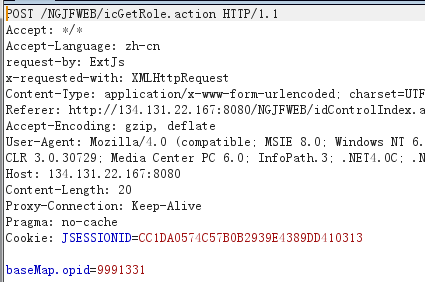 POST /NGJFWEB/icGetRole.action HTTP/1.1
Accept: */*
Accept-Language: zh-cn
request-by: ExtJs
x-requested-with: XMLHttpRequest
Content-Type: application/x-www-form-urlencoded; charset=UTF
Referer: http://134.131.22.167:8080/NGJFWEB/idControlIndex.a
Accept-Encoding: gzip, deflate
User-Agent: Mozilla/4.0 (compatible; MSIE 8.0; Windows NT 6.
CLR 3.0.30729; Media Center PC 6.0; InfoPath.3; .NET4.0C; .N
Host: 134.131.22.167:8080
Content-Length: 20
Proxy-Connection: Keep-Alive
Pragma: no-cache
Cookie: JSESSIONID=CC1DA0574C57B0B2939E4389DD410313
baseMap.opid=9991331